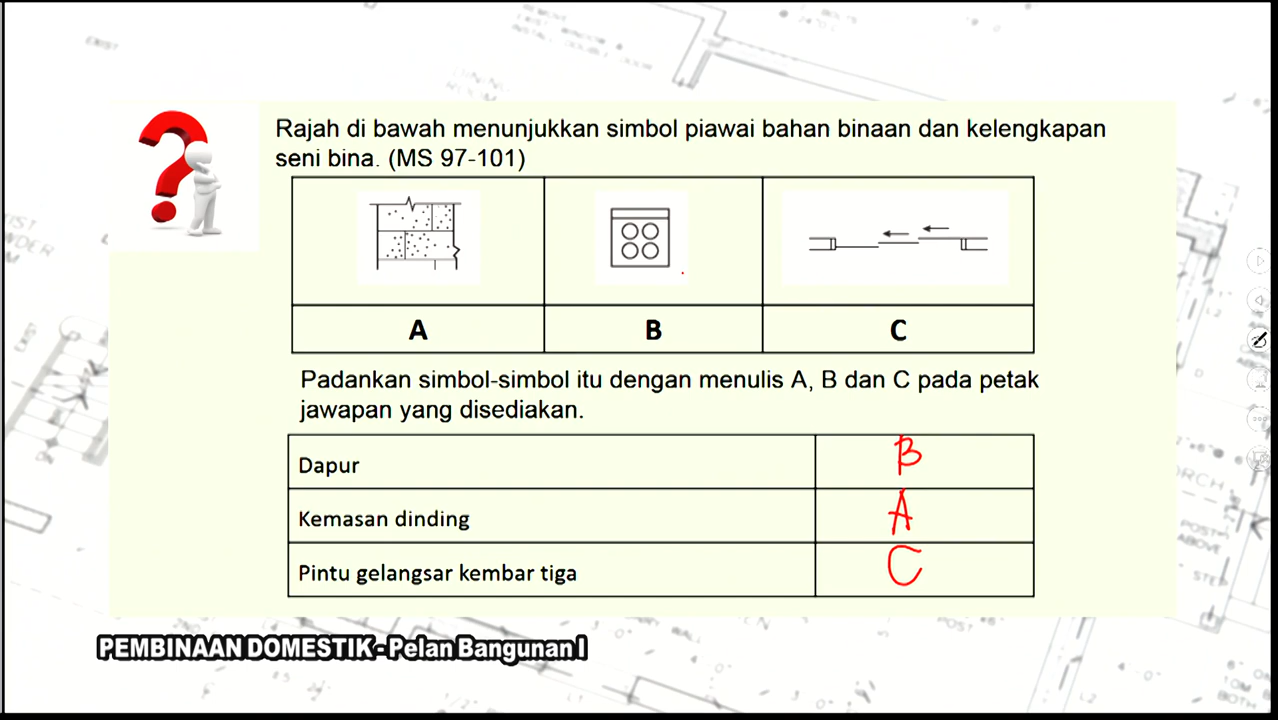 Rajah di bawah menunjukkan simbol piawai bahan binaan dan kelengkapan
seni bina. (MS 97-101)
A
B
C
Padankan simbol-simbol itu dengan menulis A, B dan C pada petak
jawapan yang disediakan.
Dapur
B
Kemasan dinding
A
Pintu gelangsar kembar tiga
C
PEMBINAAN DOMESTIK - Pelan Bangunan I